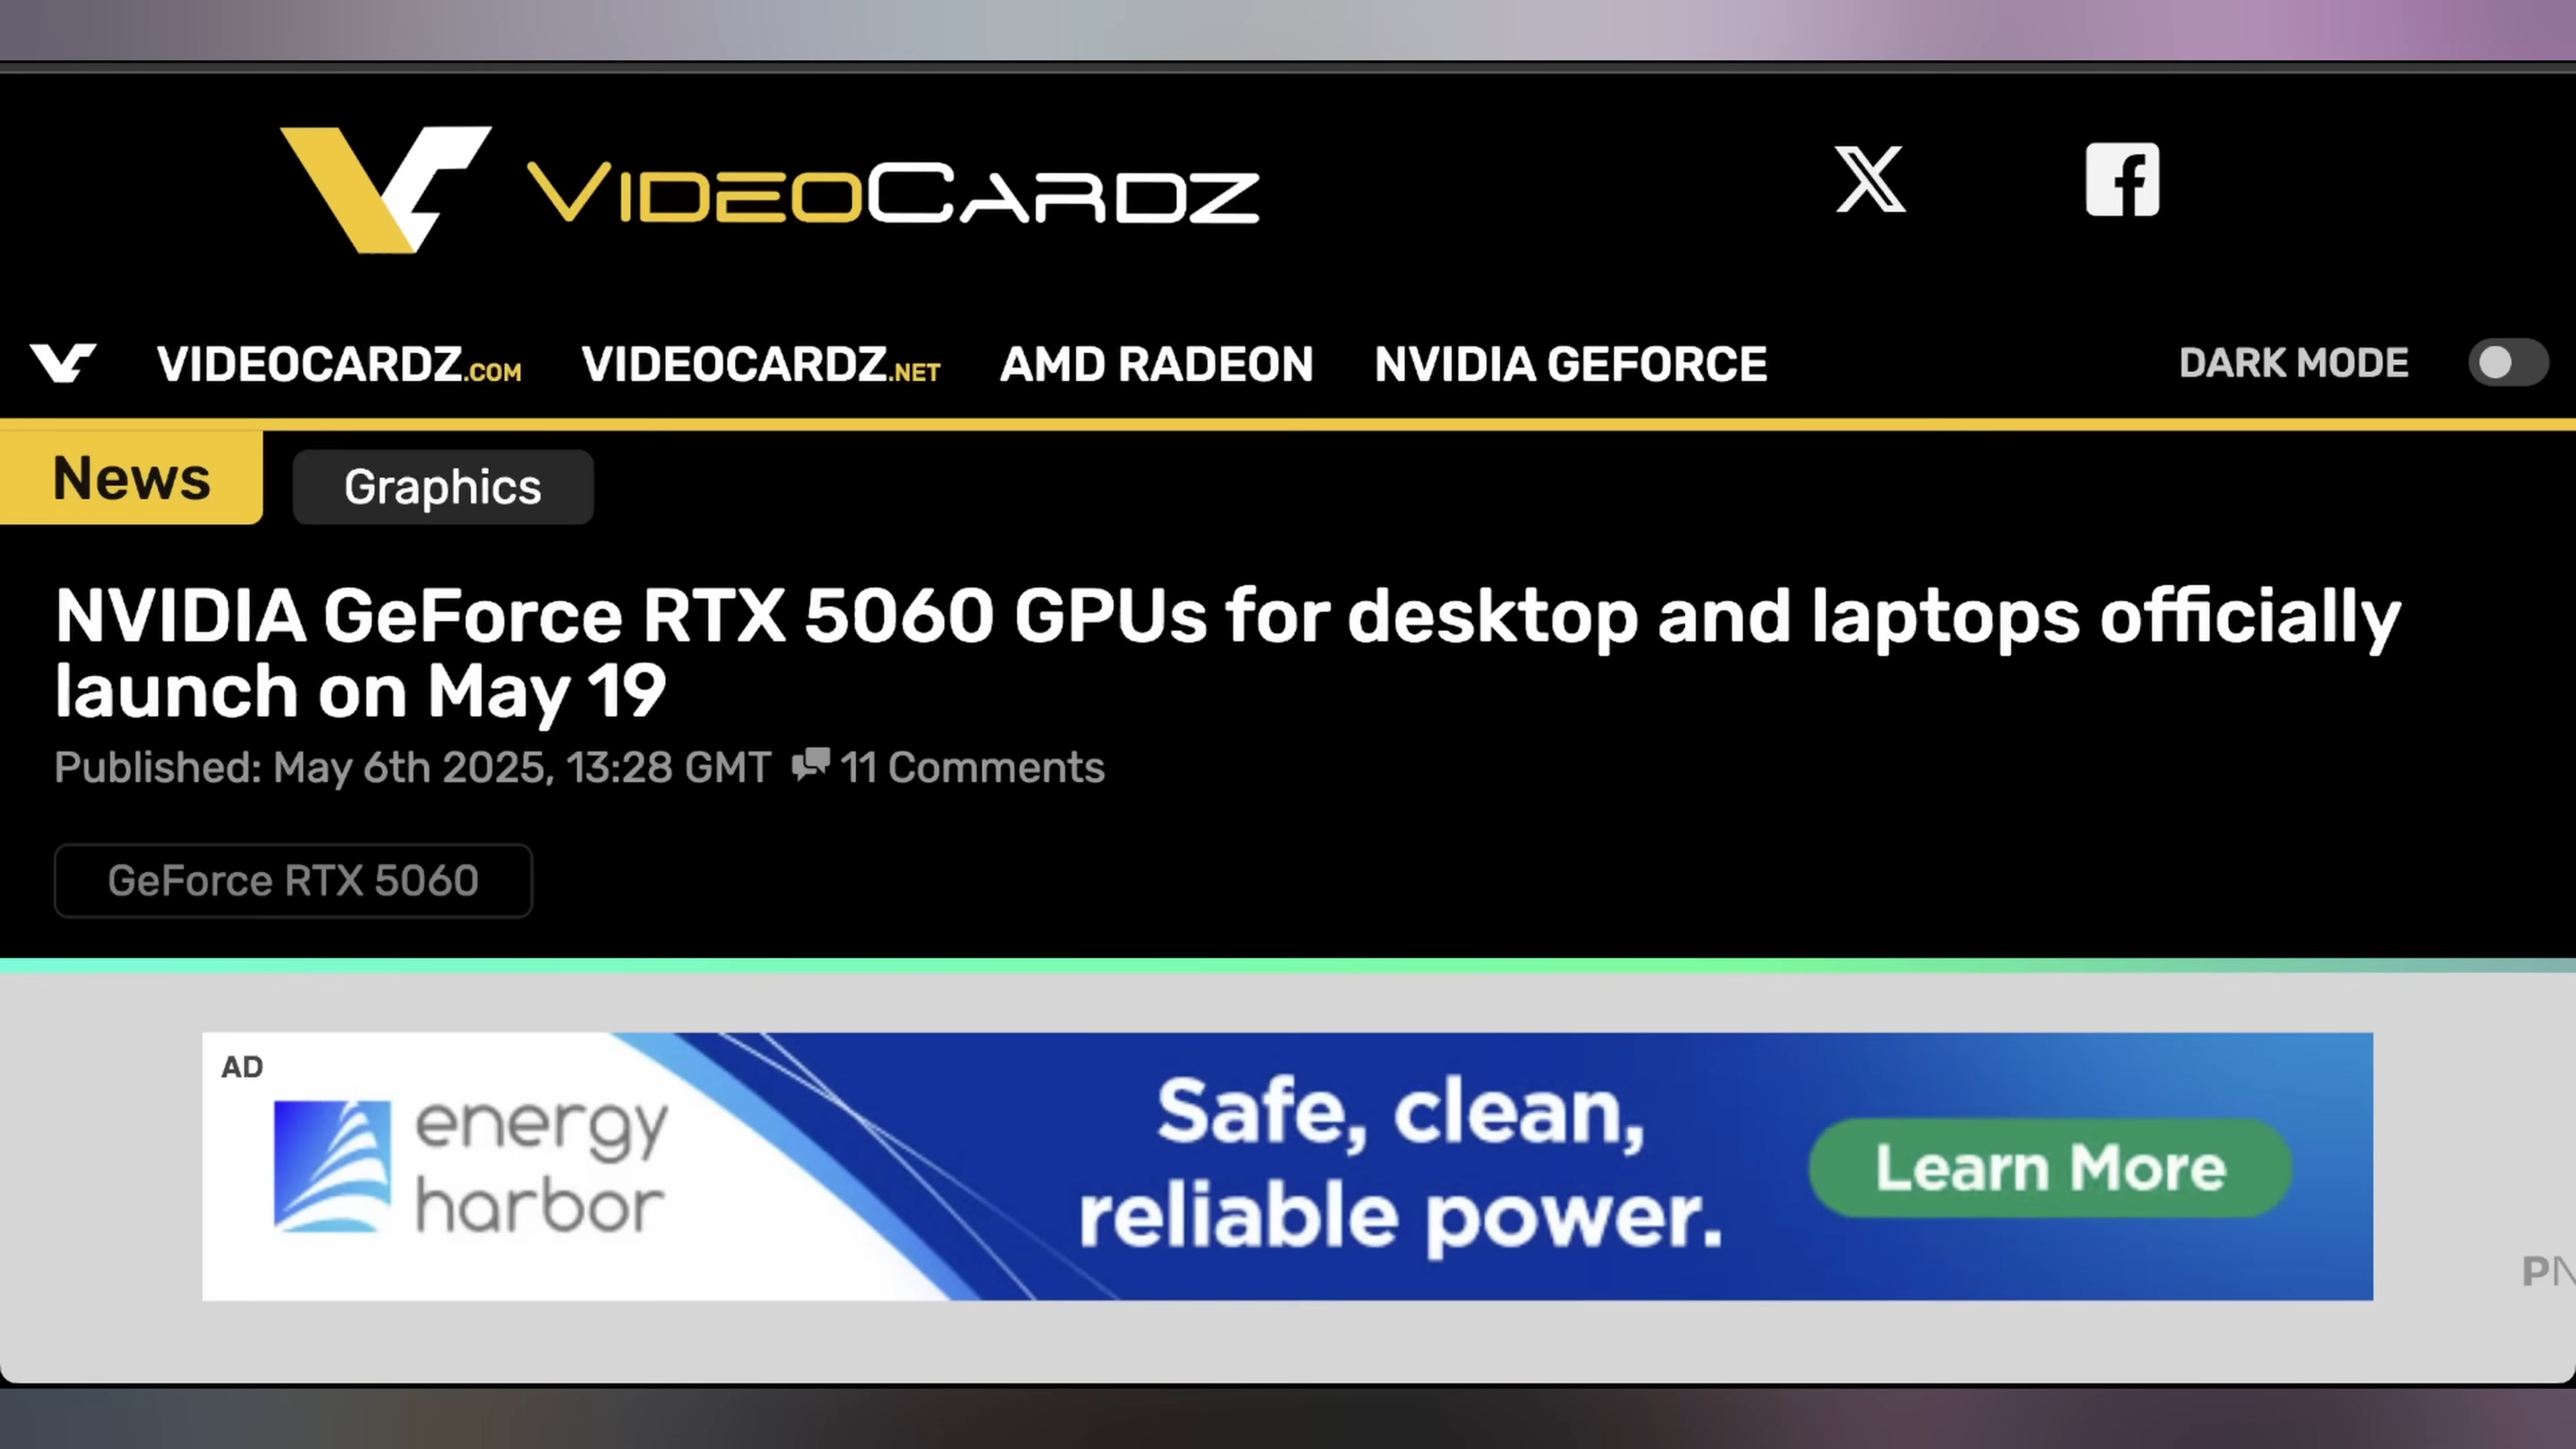 VIDEOCARDZ
VIDEOCARDZ.COM VIDEOCARDZ.NET AMD RADEON NVIDIA GEFORCE DARK MODE
News Graphics
NVIDIA GeForce RTX 5060 GPUs for desktop and laptops officially
launch on May 19
Published: May 6th 2025, 13:28 GMT 11 Comments
GeForce RTX 5060
AD
energy
harbor
Safe, clean,
reliable power.
Learn More